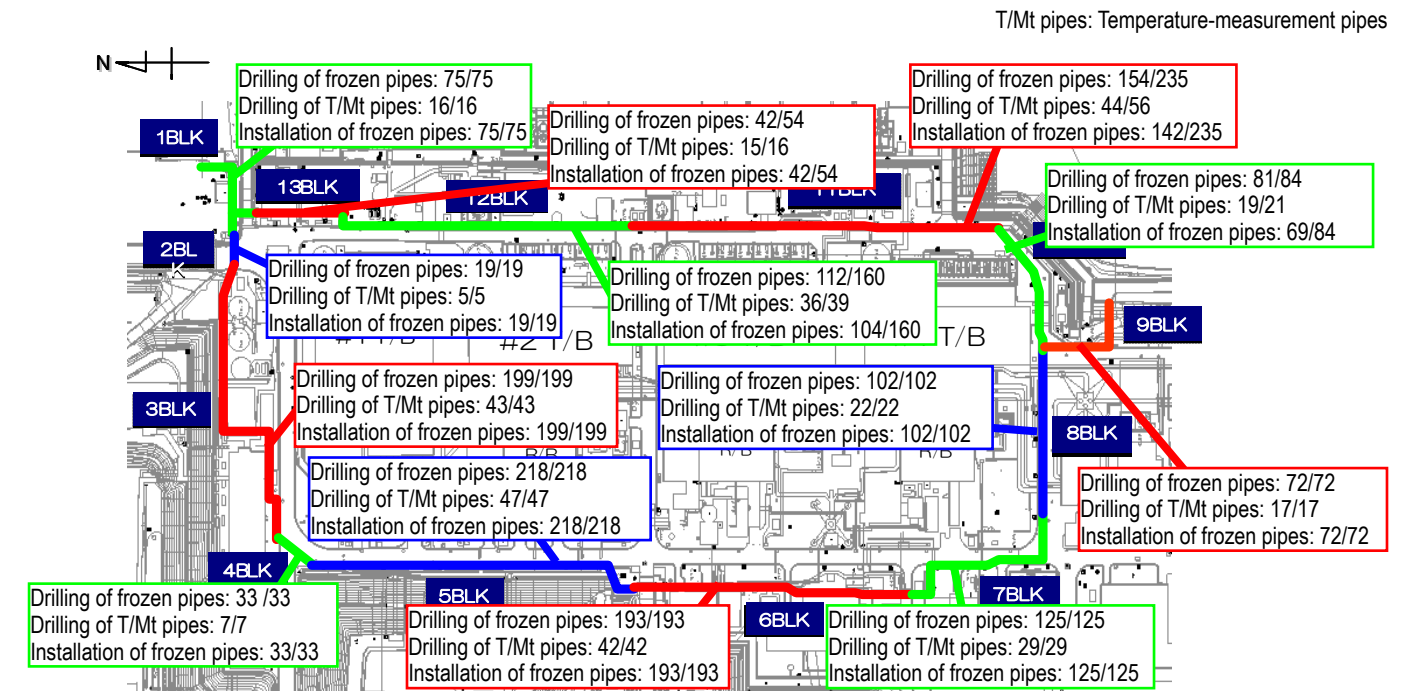 T/Mt pipes: Temperature-measurement pipes
N
Drilling of frozen pipes: 75/75
Drilling of T/Mt pipes: 16/16
Installation of frozen pipes: 75/75
Drilling of frozen pipes: 154/235
Drilling of T/Mt pipes: 44/56
Installation of frozen pipes: 142/235
Drilling of frozen pipes: 42/54
Drilling of T/Mt pipes: 15/16
Installation of frozen pipes: 42/54
1BLK
13BLK
12BLK
11BLK
Drilling of frozen pipes: 81/84
Drilling of T/Mt pipes: 19/21
Installation of frozen pipes: 69/84
2BL
K
Drilling of frozen pipes: 19/19
Drilling of T/Mt pipes: 5/5
Installation of frozen pipes: 19/19
Drilling of frozen pipes: 112/160
Drilling of T/Mt pipes: 36/39
Installation of frozen pipes: 104/160
9BLK
#2 T/B
T/B
Drilling of frozen pipes: 199/199
Drilling of T/Mt pipes: 43/43
Installation of frozen pipes: 199/199
Drilling of frozen pipes: 102/102
Drilling of T/Mt pipes: 22/22
Installation of frozen pipes: 102/102
3BLK
8BLK
R/B
R/B
R/B
Drilling of frozen pipes: 218/218
Drilling of T/Mt pipes: 47/47
Installation of frozen pipes: 218/218
Drilling of frozen pipes: 72/72
Drilling of T/Mt pipes: 17/17
Installation of frozen pipes: 72/72
4BLK
5BLK
6BLK
7BLK
Drilling of frozen pipes: 33 /33
Drilling of T/Mt pipes: 7/7
Installation of frozen pipes: 33/33
Drilling of frozen pipes: 193/193
Drilling of T/Mt pipes: 42/42
Installation of frozen pipes: 193/193
Drilling of frozen pipes: 125/125
Drilling of T/Mt pipes: 29/29
Installation of frozen pipes: 125/125